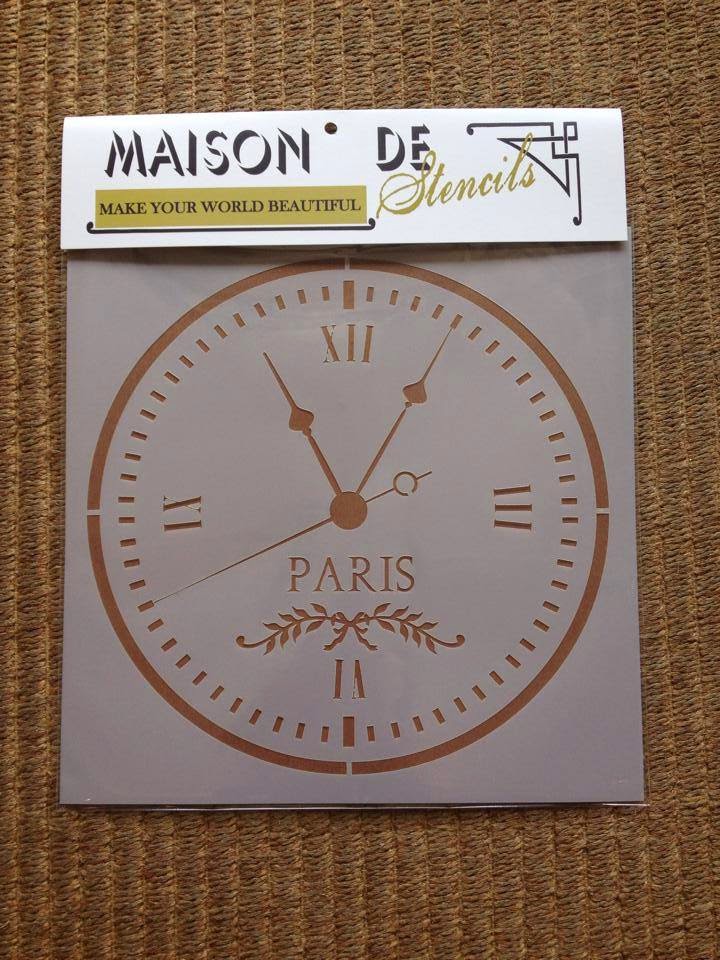 MAISON DE
Stencils
MAKE YOUR WORLD BEAUTIFUL
XII
IX
III
PARIS
VI